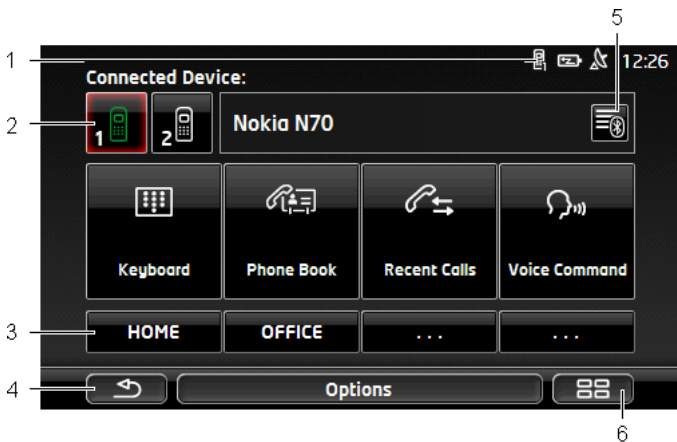 5
1
12:26
Connected Device:
2
1
2
Nokia N70
Keyboard
Phone Book
Recent Calls
Voice Command
3
HOME
OFFICE
...
...
4
Options
6